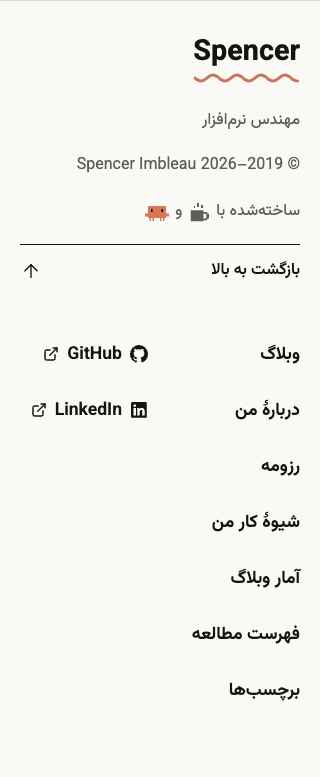 Spencer
مهندس نرم‌افزار
© 2019–2026 Spencer Imbleau
ساخته‌شده با و
بازگشت به بالا
وبلاگ
دربارهٔ من
رزومه
شیوهٔ کار من
آمار وبلاگ
فهرست مطالعه
برچسب‌ها
GitHub
LinkedIn